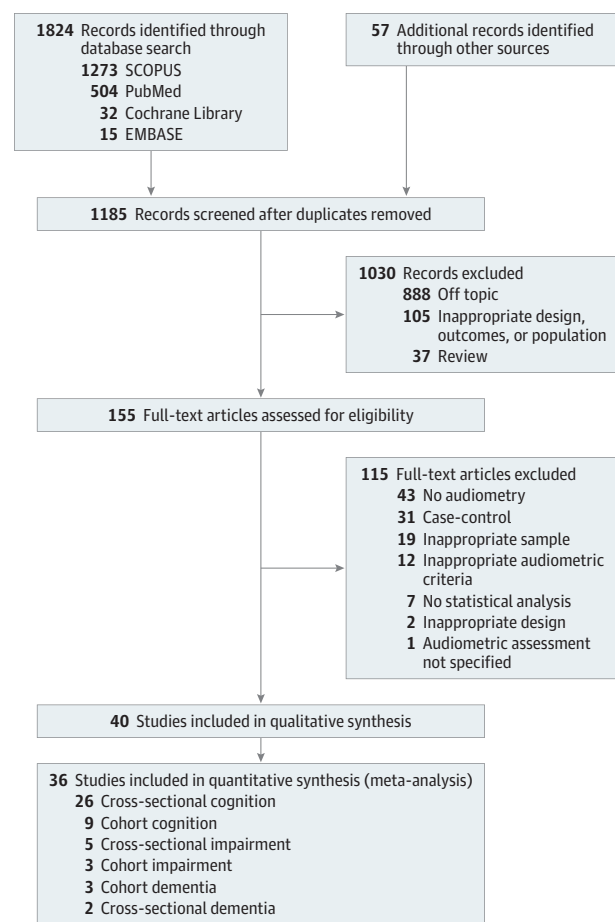 1824 Records identified through
database search
1273 SCOPUS
504 PubMed
32 Cochrane Library
15 EMBASE
57 Additional records identified
through other sources
1185 Records screened after duplicates removed
1030 Records excluded
888 Off topic
105 Inappropriate design,
outcomes, or population
37 Review
155 Full-text articles assessed for eligibility
115 Full-text articles excluded
43 No audiometry
31 Case-control
19 Inappropriate sample
12 Inappropriate audiometric
criteria
7 No statistical analysis
2 Inappropriate design
1 Audiometric assessment
not specified
40 Studies included in qualitative synthesis
36 Studies included in quantitative synthesis (meta-analysis)
26 Cross-sectional cognition
9 Cohort cognition
5 Cross-sectional impairment
3 Cohort impairment
3 Cohort dementia
2 Cross-sectional dementia